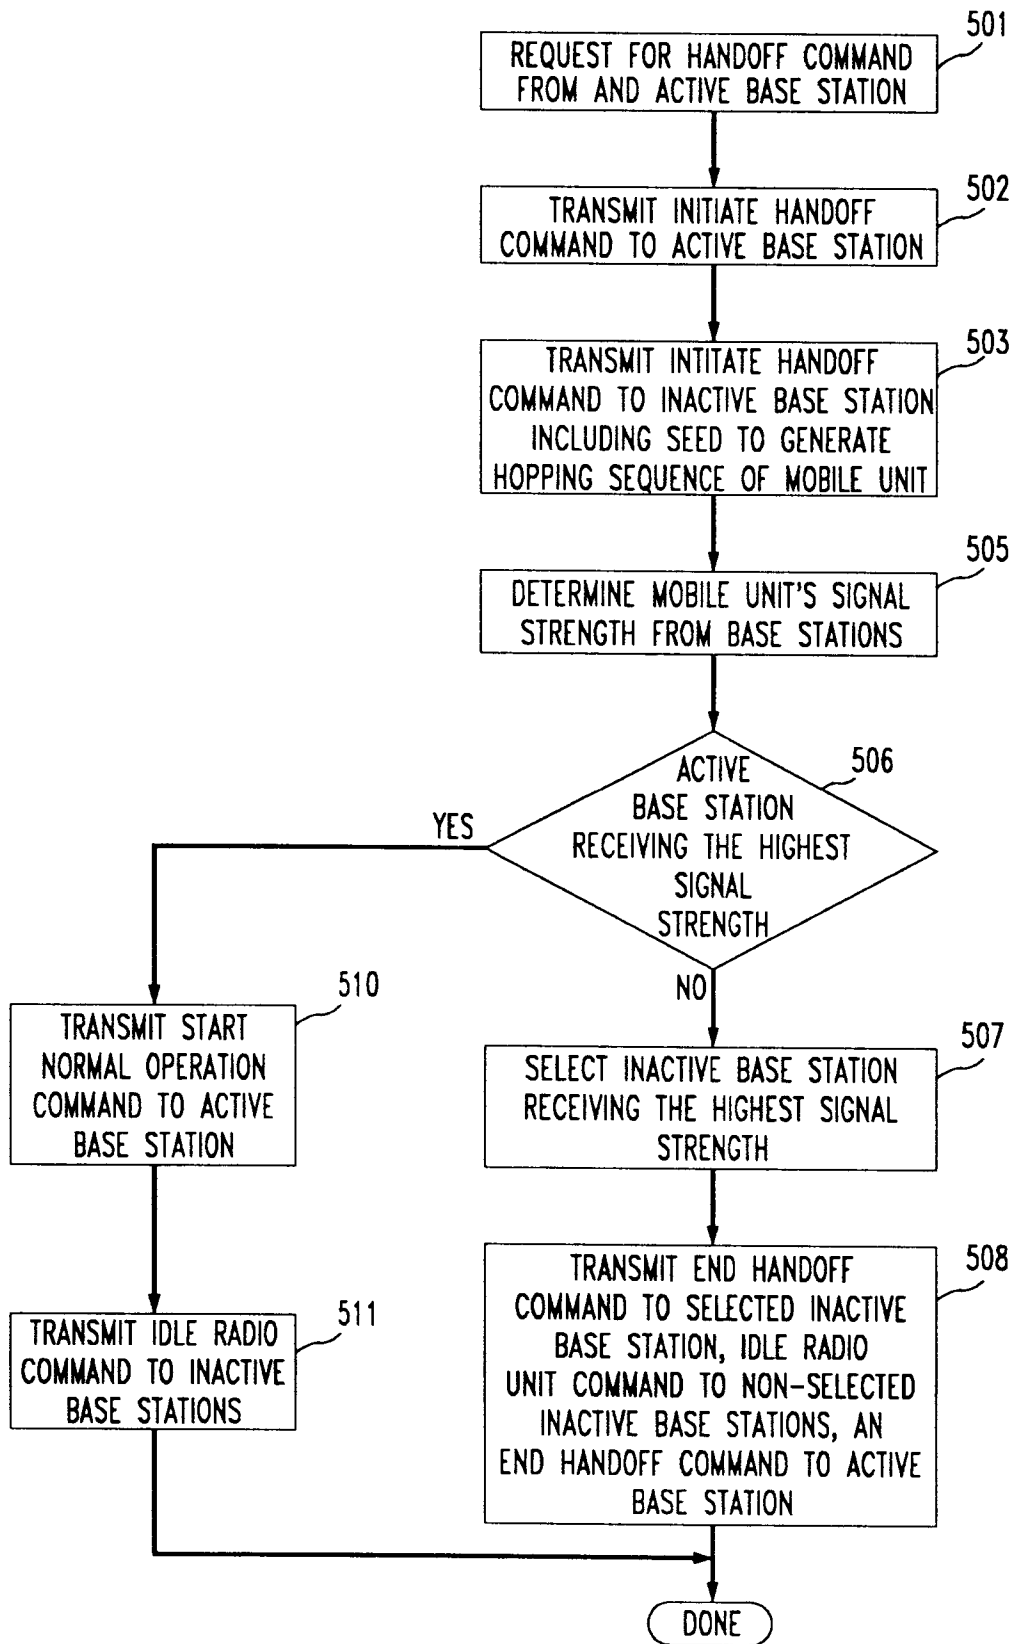 501
REQUEST FOR HANDOFF COMMAND
FROM AND ACTIVE BASE STATION
502
TRANSMIT INITIATE HANDOFF
COMMAND TO ACTIVE BASE STATION
503
TRANSMIT INTITATE HANDOFF
COMMAND TO INACTIVE BASE STATION
INCLUDING SEED TO GENERATE
HOPPING SEQUENCE OF MOBILE UNIT
505
DETERMINE MOBILE UNIT'S SIGNAL
STRENGTH FROM BASE STATIONS
506
ACTIVE
BASE STATION
RECEIVING THE HIGHEST
SIGNAL
STRENGTH
YES
NO
510
TRANSMIT START
NORMAL OPERATION
COMMAND TO ACTIVE
BASE STATION
511
TRANSMIT IDLE RADIO
COMMAND TO INACTIVE
BASE STATIONS
507
SELECT INACTIVE BASE STATION
RECEIVING THE HIGHEST SIGNAL
STRENGTH
508
TRANSMIT END HANDOFF
COMMAND TO SELECTED INACTIVE
BASE STATION, IDLE RADIO
UNIT COMMAND TO NON-SELECTED
INACTIVE BASE STATIONS, AN
END HANDOFF COMMAND TO ACTIVE
BASE STATION
DONE